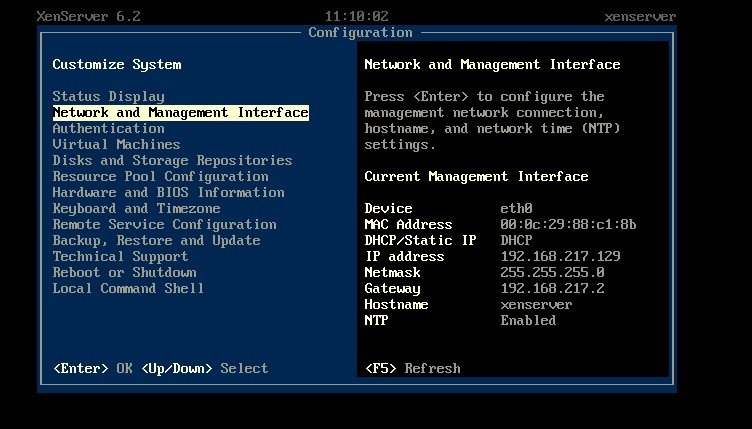 XenServer 6.2 11:10:02 xenserver
Configuration
Customize System
Status Display
Network and Management Interface
Authentication
Virtual Machines
Disks and Storage Repositories
Resource Pool Configuration
Hardware and BIOS Information
Keyboard and Timezone
Remote Service Configuration
Backup, Restore and Update
Technical Support
Reboot or Shutdown
Local Command Shell
<Enter> OK <Up/Down> Select
Network and Management Interface
Press <Enter> to configure the
management network connection,
hostname, and network time (NTP)
settings.
Current Management Interface
Device eth0
MAC Address 00:0c:29:88:c1:8b
DHCP/Static IP DHCP
IP address 192.168.217.129
Netmask 255.255.255.0
Gateway 192.168.217.2
Hostname xenserver
NTP Enabled
<F5> Refresh